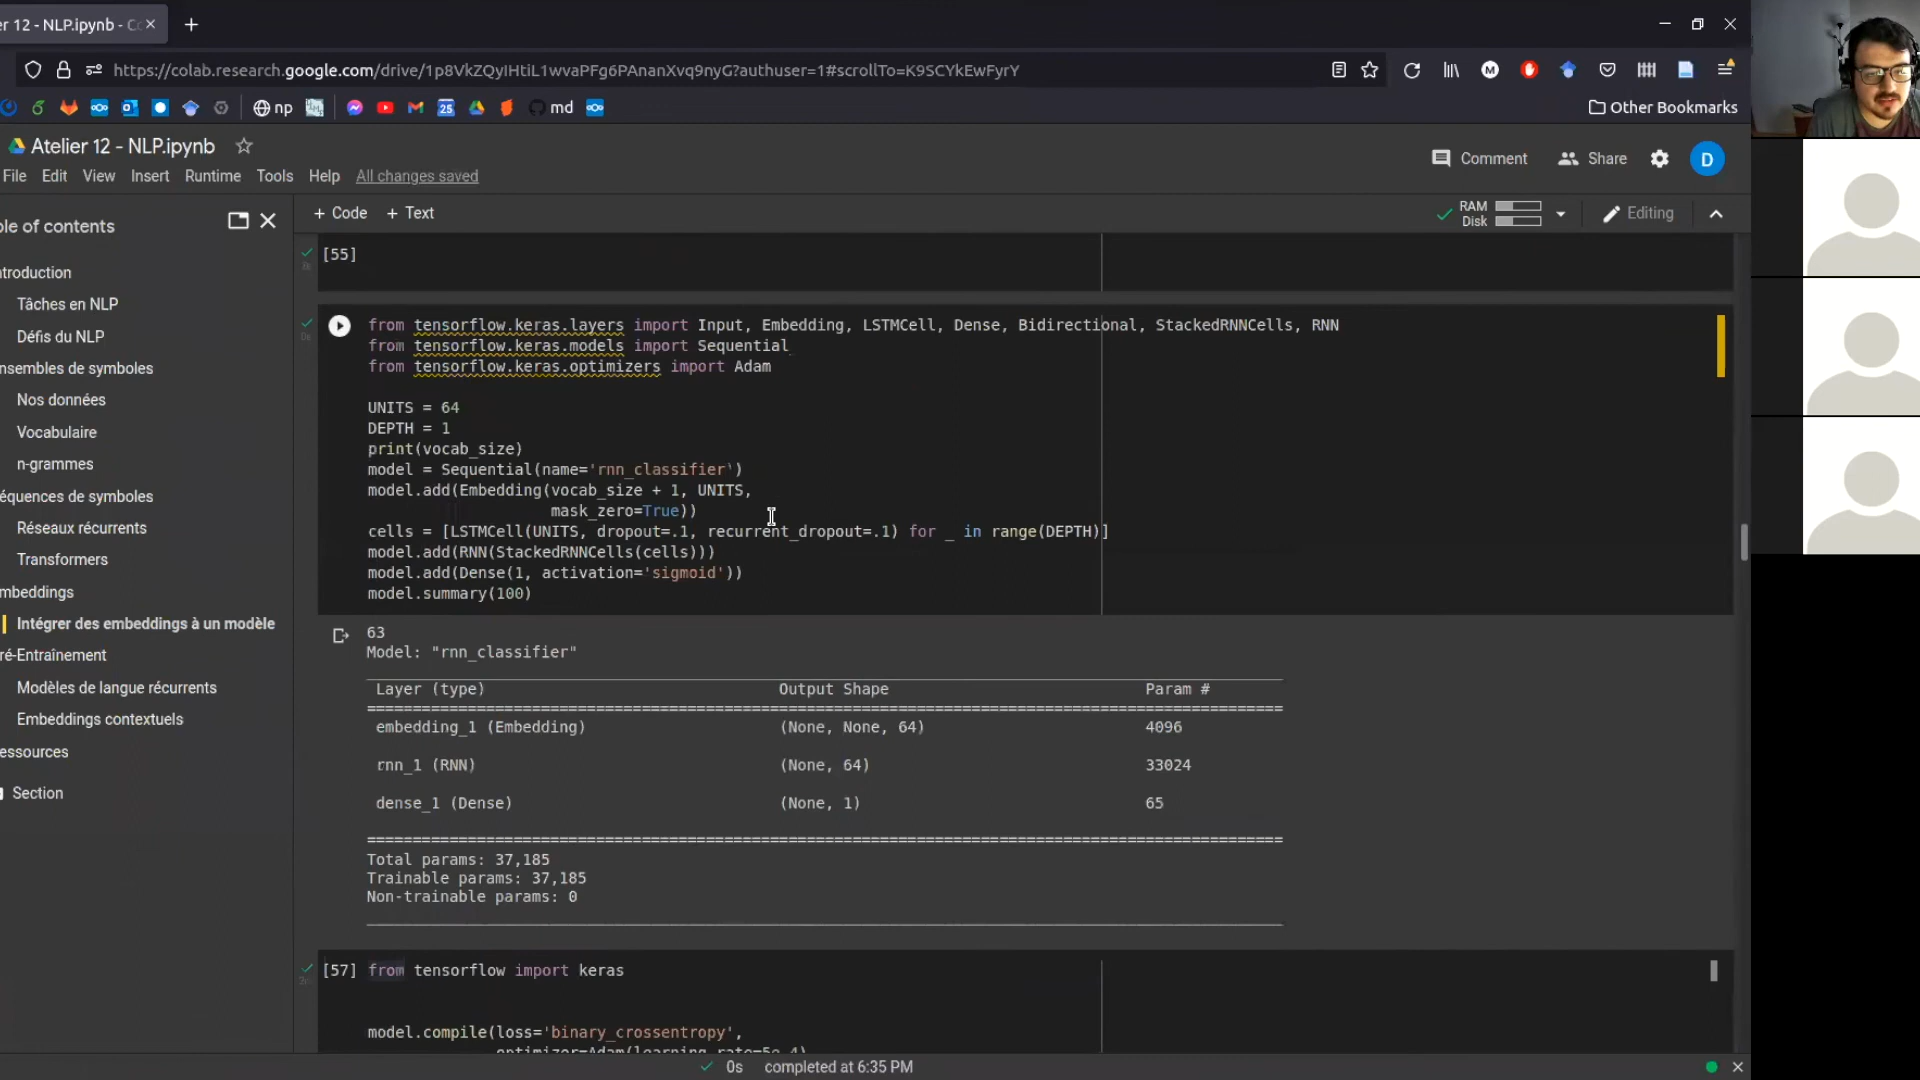 er 12 - NLP.ipynb - Co
https://colab.research.google.com/drive/1p8VkZQyIHtiL1wvaPFg6PAnanXvq9nyG?authuser=1#scrollTo=K9SCYkEwFyrY
M
25
np
md
Other Bookmarks
Atelier 12 - NLP.ipynb
Comment
Share
D
File Edit View Insert Runtime Tools Help All changes saved
+ Code + Text
RAM
Disk
Editing
ble of contents
ntroduction
Tâches en NLP
Défis du NLP
nsembles de symboles
Nos données
Vocabulaire
n-grammes
équences de symboles
Réseaux récurrents
Transformers
mbeddings
Intégrer des embeddings à un modèle
ré-Entraînement
Modèles de langue récurrents
Embeddings contextuels
essources
Section
[55]
from tensorflow.keras.layers import Input, Embedding, LSTMCell, Dense, Bidirectional, StackedRNNCells, RNN
from tensorflow.keras.models import Sequential
from tensorflow.keras.optimizers import Adam
UNITS = 64
DEPTH = 1
print(vocab_size)
model = Sequential(name='rnn_classifier')
model.add(Embedding(vocab_size + 1, UNITS,
mask_zero=True))
cells = [LSTMCell(UNITS, dropout=.1, recurrent_dropout=.1) for _ in range(DEPTH)]
model.add(RNN(StackedRNNCells(cells)))
model.add(Dense(1, activation='sigmoid'))
model.summary(100)
63
Model: "rnn_classifier"
Layer (type) Output Shape Param #
embedding_1 (Embedding) (None, None, 64) 4096
rnn_1 (RNN) (None, 64) 33024
dense_1 (Dense) (None, 1) 65
Total params: 37,185
Trainable params: 37,185
Non-trainable params: 0
[57] from tensorflow import keras
model.compile(loss='binary_crossentropy',
optimizer=Adam(learning_rate=5e-4)
0s completed at 6:35 PM